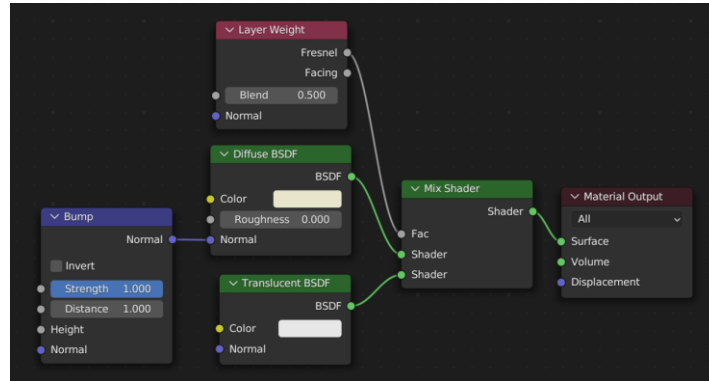 Layer Weight
Fresnel
Facing
Blend 0.500
Normal
Diffuse BSDF
BSDF
Color
Roughness 0.000
Normal
Bump
Normal
Invert
Strength 1.000
Distance 1.000
Height
Normal
Translucent BSDF
BSDF
Color
Normal
Mix Shader
Shader
Fac
Shader
Shader
Material Output
All
Surface
Volume
Displacement